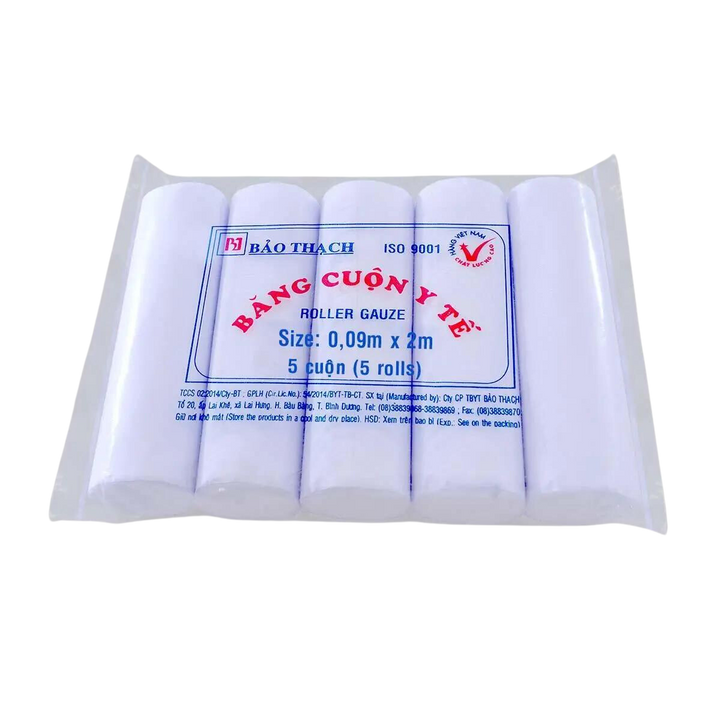 BẢO THẠCH ISO 9001
HÀNG VIỆT NAM
CHẤT LƯỢNG CAO
BĂNG CUỘN Y TẾ
ROLLER GAUZE
Size: 0,09m x 2m
5 cuộn (5 rolls)
TCCS 02:2014/Cty-BT ; GPLH (Cir.Lic.No.): 54/2014/BYT-TB-CT. SX tại (Manufactured by): Cty CP TBYT BẢO THẠCH
Tổ 20, ấp Lai Khê, xã Lai Hưng, H. Bàu Bàng, T. Bình Dương. Tel: (08)38839868-38839869 , Fax: (08)38839870
Giữ nơi khô mát (Store the products in a cool and dry place). HSD: Xem trên bao bì (Exp.: See on the packing)